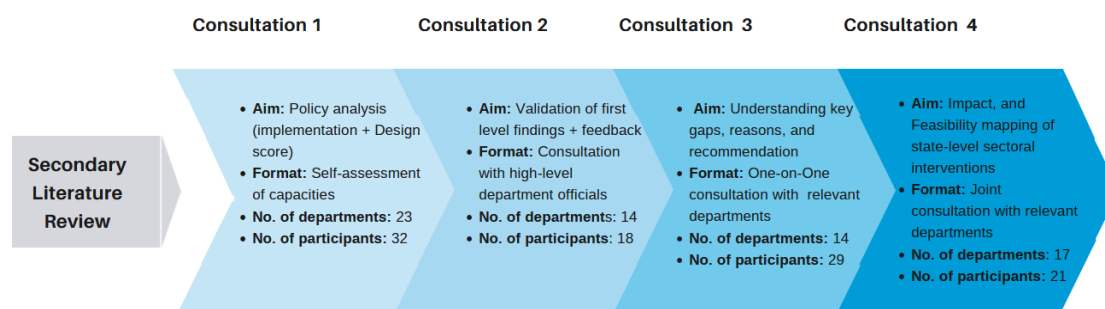 Consultation 1
Consultation 2
Consultation 3
Consultation 4
Secondary
Literature
Review
• Aim: Policy analysis
(implementation + Design
score)
• Format: Self-assessment
of capacities
• No. of departments: 23
• No. of participants: 32
• Aim: Validation of first
level findings + feedback
• Format: Consultation
with high-level
department officials
• No. of departments: 14
• No. of participants: 18
• Aim: Understanding key
gaps, reasons, and
recommendation
• Format: One-on-One
consultation with relevant
departments
• No. of departments: 14
• No. of participants: 29
• Aim: Impact, and
Feasibility mapping of
state-level sectoral
interventions
• Format: Joint
consultation with relevant
departments
• No. of departments: 17
• No. of participants: 21